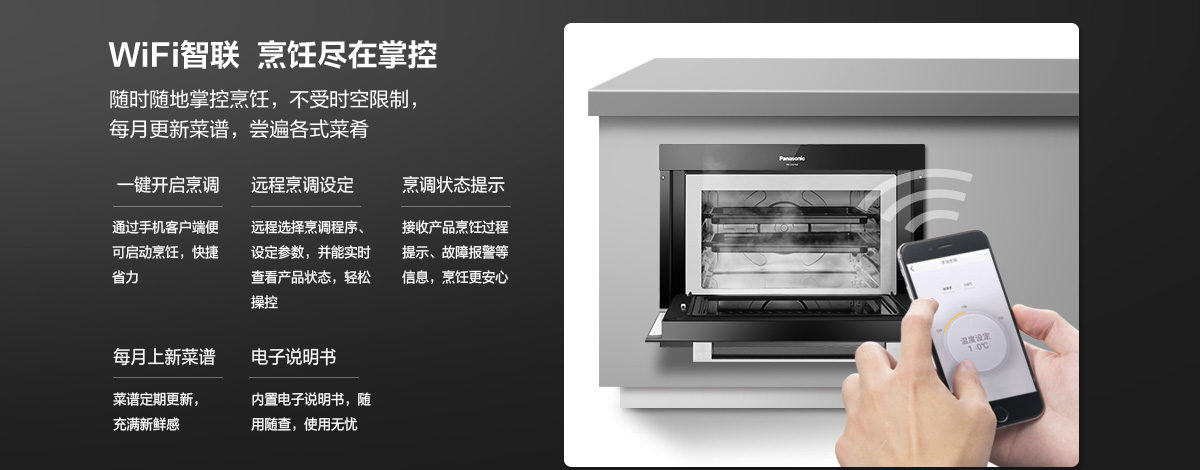 WiFi智联 烹饪尽在掌控
随时随地掌控烹饪，不受时空限制，
每月更新菜谱，尝遍各式菜肴
一键开启烹调
通过手机客户端便
可启动烹饪，快捷
省力
远程烹调设定
远程选择烹调程序、
设定参数，并能实时
查看产品状态，轻松
操控
烹调状态提示
接收产品烹饪过程
提示、故障报警等
信息，烹饪更安心
每月上新菜谱
菜谱定期更新，
充满新鲜感
电子说明书
内置电子说明书，随
用随查，使用无忧
Panasonic
温度设定